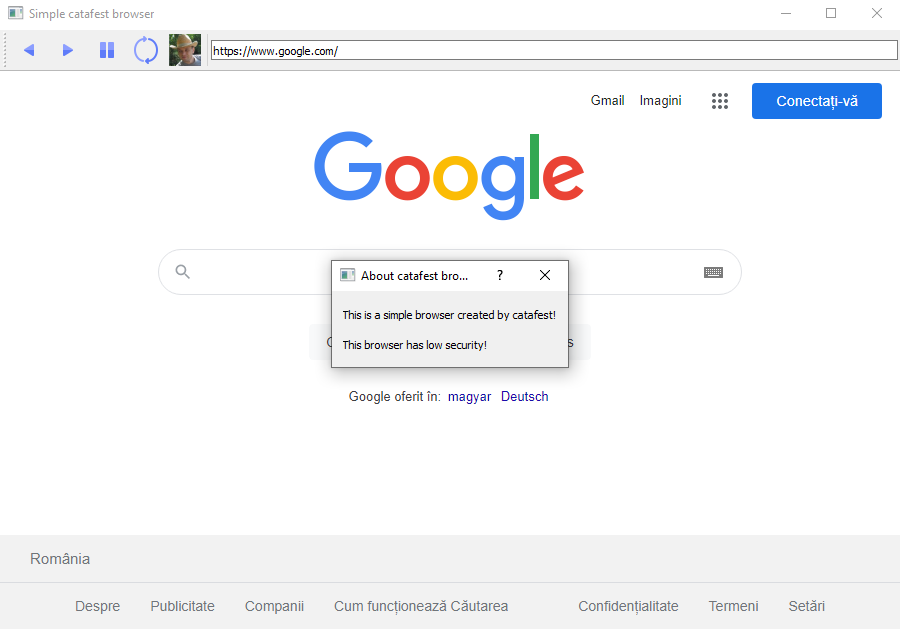 Simple catafest browser
https://www.google.com/
Gmail Imagini Conectați-vă
Google
About catafest bro... ?
This is a simple browser created by catafest!
This browser has low security!
Google oferit în: magyar Deutsch
România
Despre Publicitate Companii Cum funcționează Căutarea Confidențialitate Termeni Setări